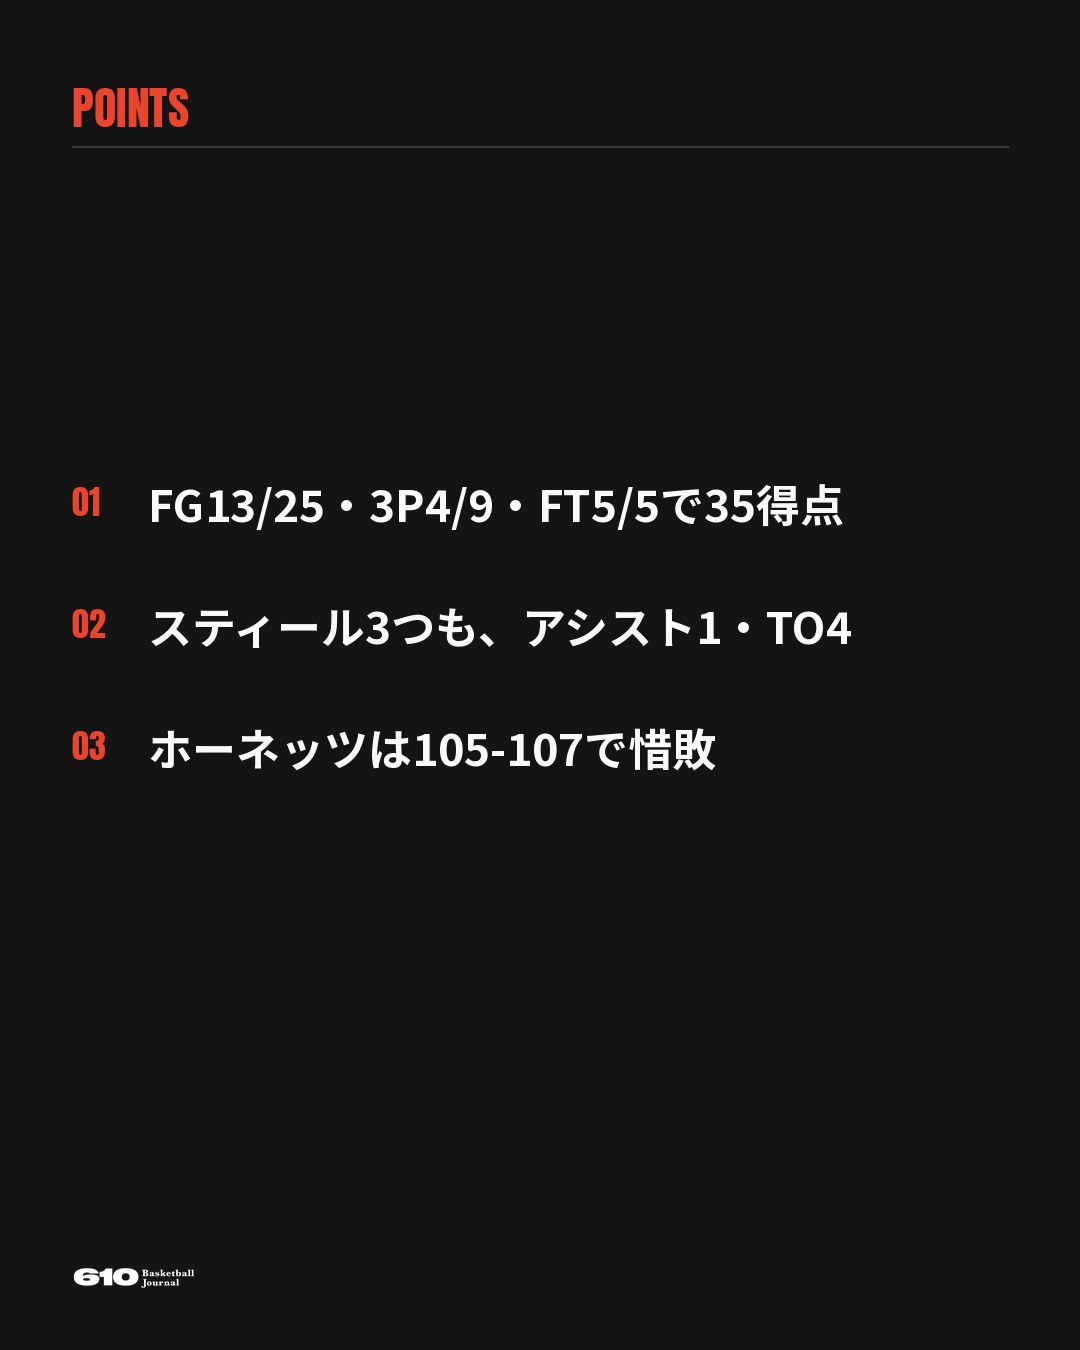 POINTS
01 FG13/25・3P4/9・FT5/5で35得点
02 スティール3つも、アシスト1・TO4
03 ホーネッツは105-107で惜敗
610 Basketball
Journal